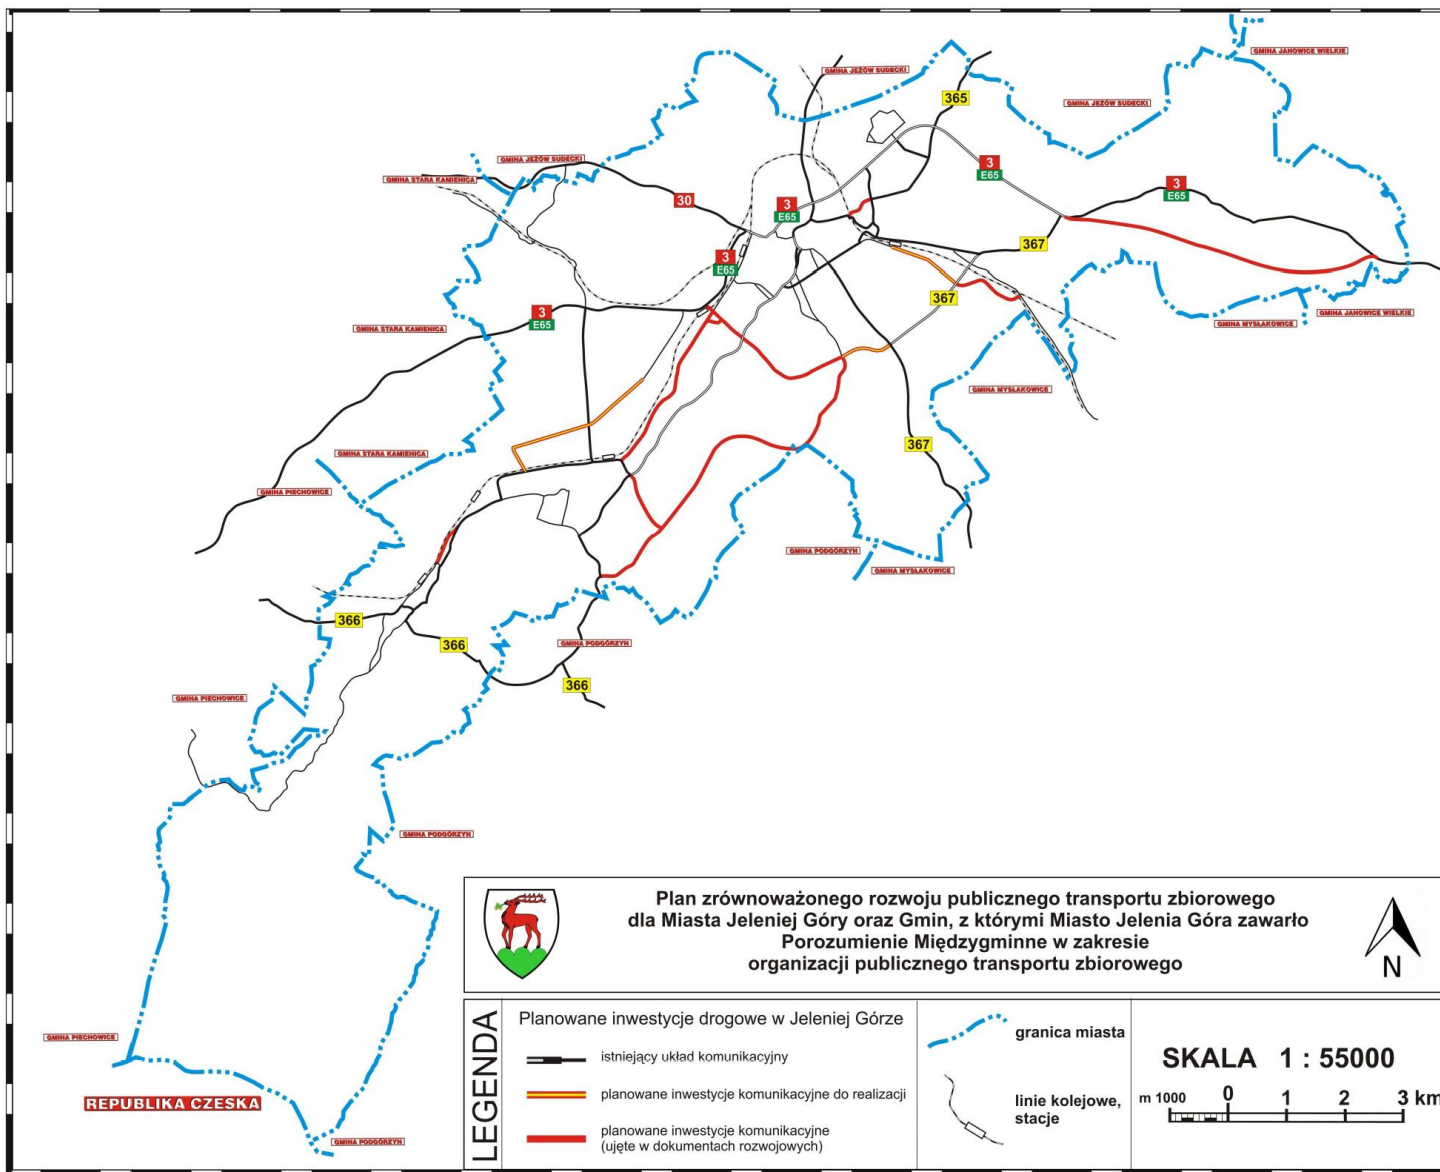 GMINA JANOWICE WIELKIE
GMINA JEŻÓW SUDECKI
365
GMINA JEŻÓW SUDECKI
GMINA JEŻÓW SUDECKI
GMINA STARA KAMIENICA
3
E65
3
E65
30
3
E65
367
3
E65
367
3
E65
GMINA JANOWICE WIELKIE
GMINA MYSŁAKOWICE
GMINA STARA KAMIENICA
GMINA MYSŁAKOWICE
367
GMINA STARA KAMIENICA
GMINA PIECHOWICE
GMINA PODGÓRZYN
GMINA MYSŁAKOWICE
366
366
GMINA PODGÓRZYN
366
GMINA PIECHOWICE
GMINA PODGÓRZYN
Plan zrównoważonego rozwoju publicznego transportu zbiorowego
dla Miasta Jeleniej Góry oraz Gmin, z którymi Miasto Jelenia Góra zawarło
Porozumienie Międzygminne w zakresie
organizacji publicznego transportu zbiorowego
N
GMINA PIECHOWICE
REPUBLIKA CZESKA
GMINA PODGÓRZYN
LEGENDA
Planowane inwestycje drogowe w Jeleniej Górze
istniejący układ komunikacyjny
planowane inwestycje komunikacyjne do realizacji
planowane inwestycje komunikacyjne
(ujęte w dokumentach rozwojowych)
granica miasta
linie kolejowe,
stacje
SKALA 1 : 55000
m 1000 0 1 2 3 km